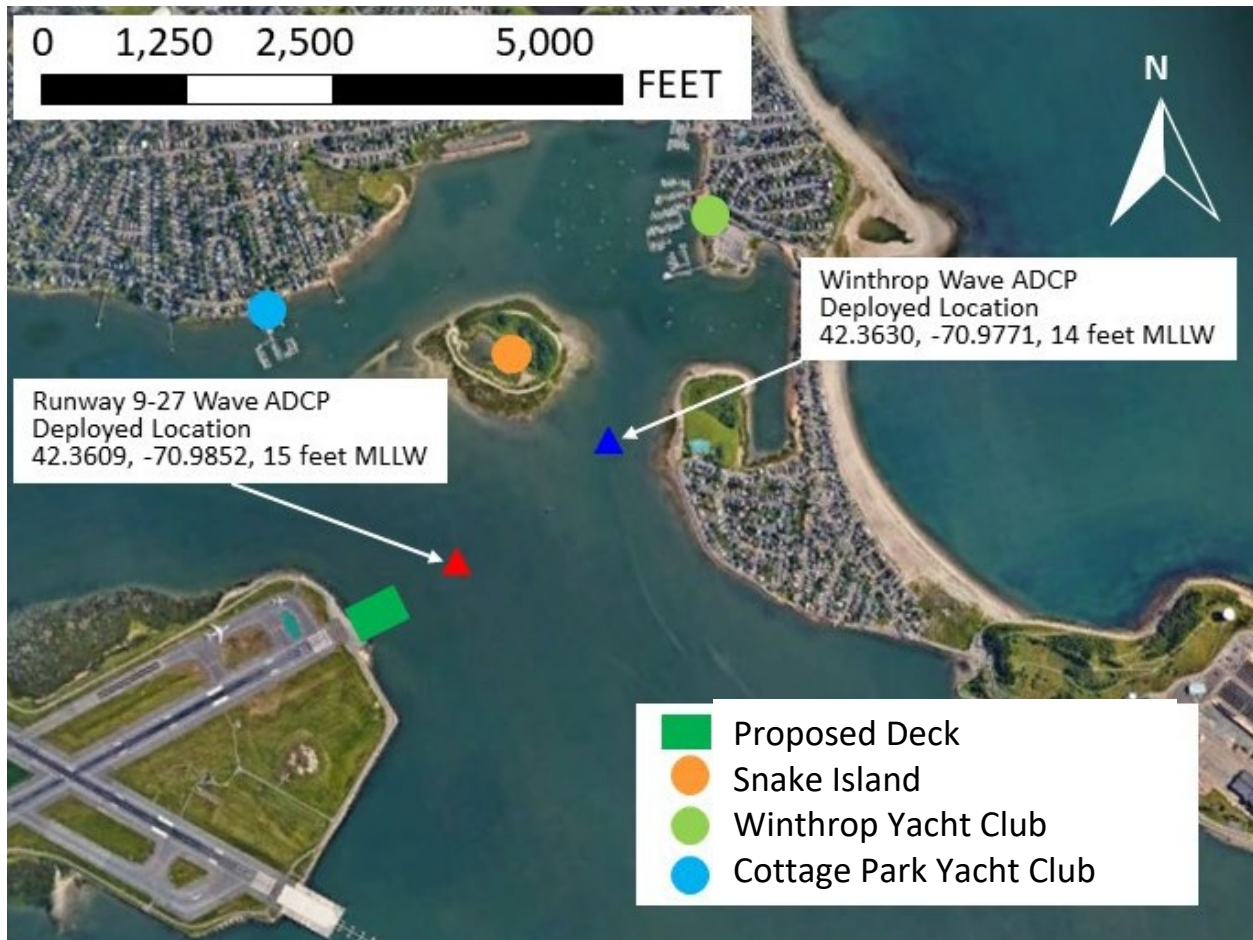 0 1,250 2,500 5,000
FEET
N
Winthrop Wave ADCP
Deployed Location
42.3630, -70.9771, 14 feet MLLW
Runway 9-27 Wave ADCP
Deployed Location
42.3609, -70.9852, 15 feet MLLW
Proposed Deck
Snake Island
Winthrop Yacht Club
Cottage Park Yacht Club